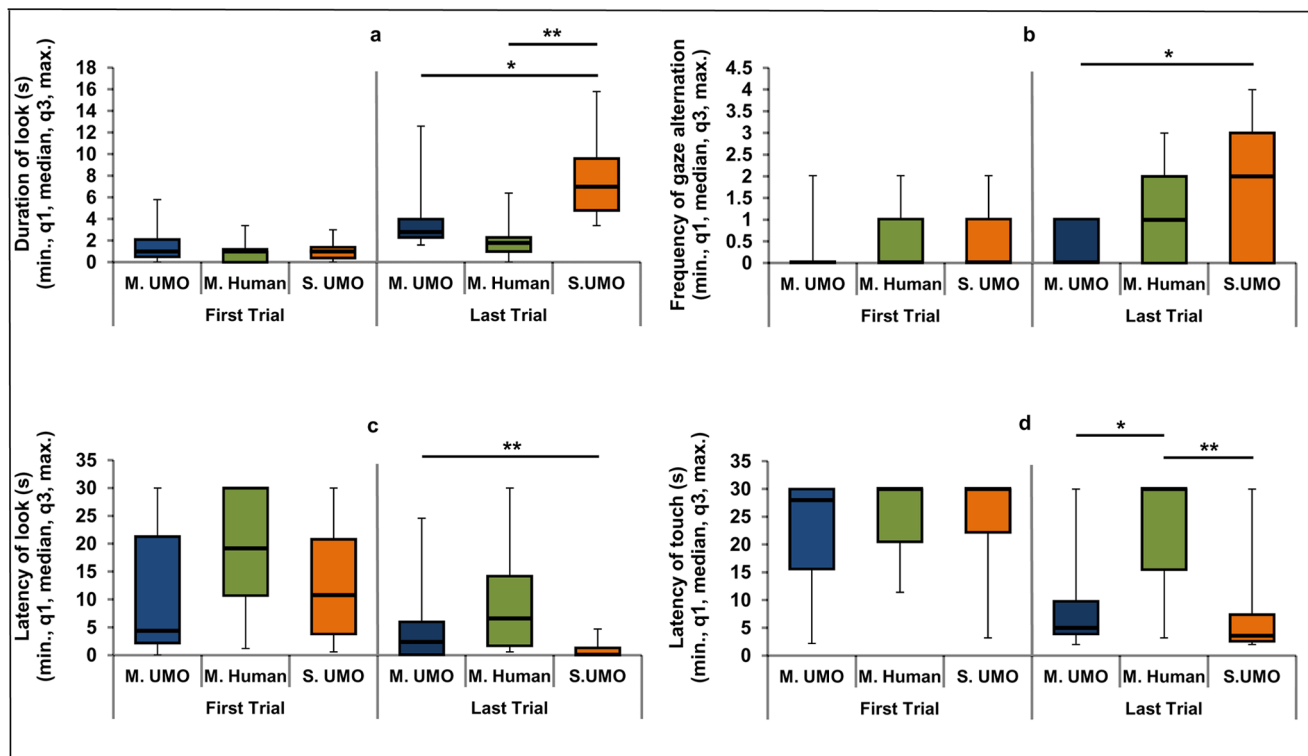 a
**
*
Duration of look (s)
(min., q1, median, q3, max.)
18
16
14
12
10
8
6
4
2
0
M. UMO M. Human S. UMO M. UMO M. Human S.UMO
First Trial Last Trial
b
*
Frequency of gaze alternation
(min., q1, median, q3, max.)
4.5
4
3.5
3
2.5
2
1.5
1
0.5
0
M. UMO M. Human S. UMO M. UMO M. Human S.UMO
First Trial Last Trial
c
**
Latency of look (s)
(min., q1, median, q3, max.)
35
30
25
20
15
10
5
0
M. UMO M. Human S. UMO M. UMO M. Human S.UMO
First Trial Last Trial
d
*
**
Latency of touch (s)
(min., q1, median, q3, max.)
35
30
25
20
15
10
5
0
M. UMO M. Human S. UMO M. UMO M. Human S.UMO
First Trial Last Trial